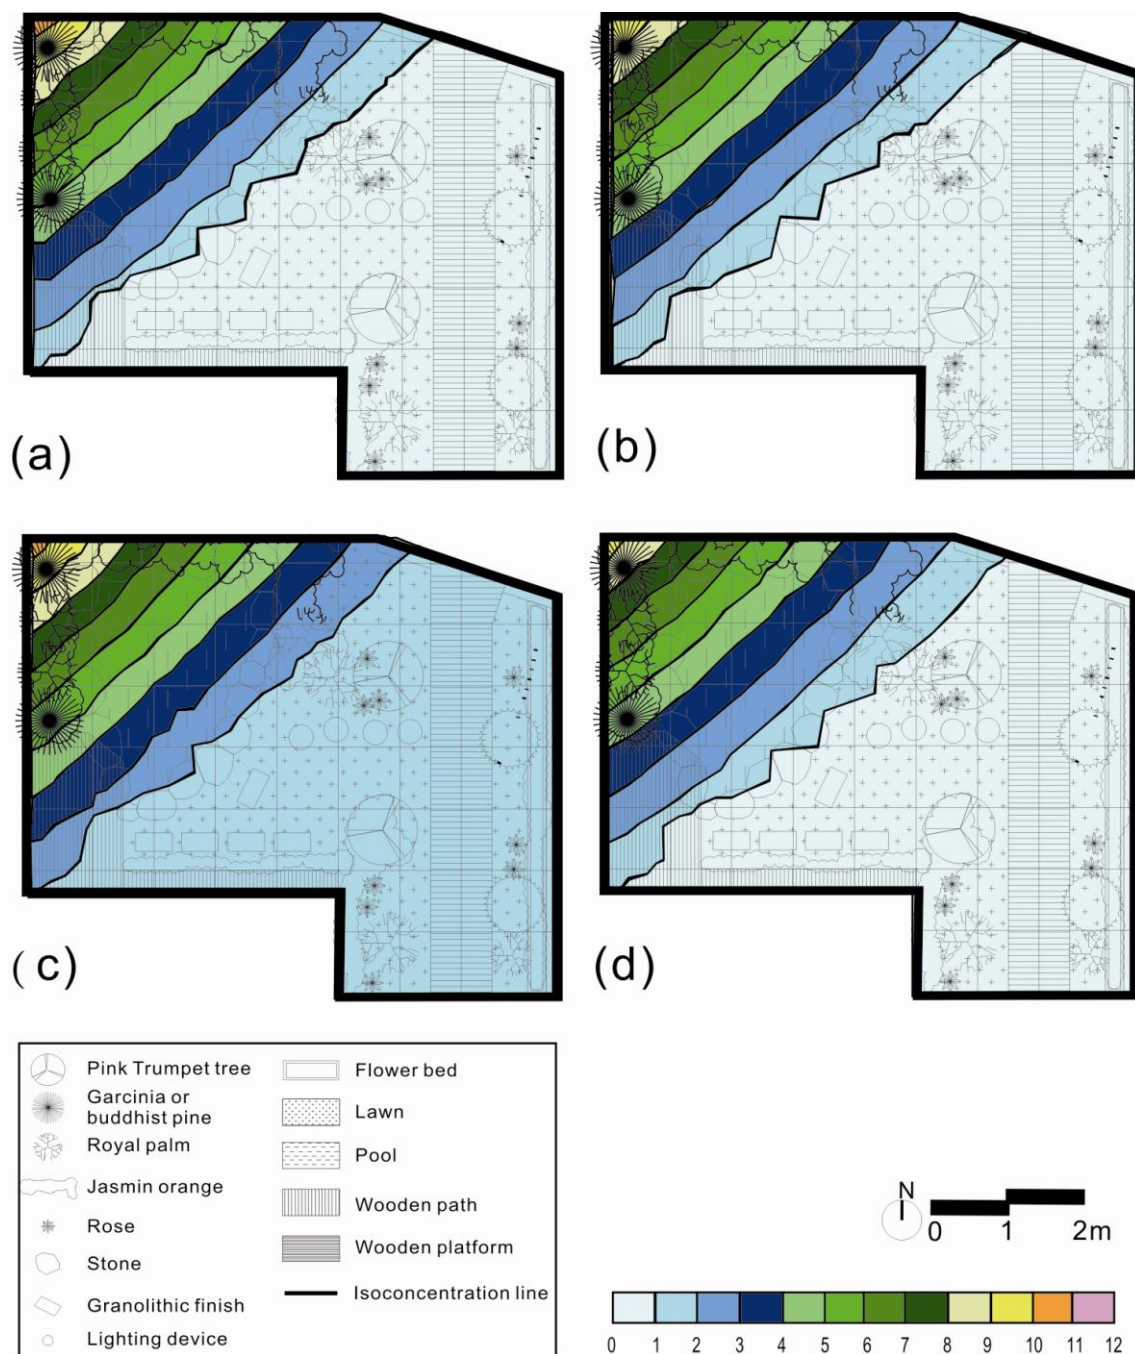 (a)
(b)
(c)
(d)
Pink Trumpet tree
Garcinia or
buddhist pine
Royal palm
Jasmin orange
Rose
Stone
Granolithic finish
Lighting device
Flower bed
Lawn
Pool
Wooden path
Wooden platform
Isoconcentration line
N
0 1 2m
0 1 2 3 4 5 6 7 8 9 10 11 12